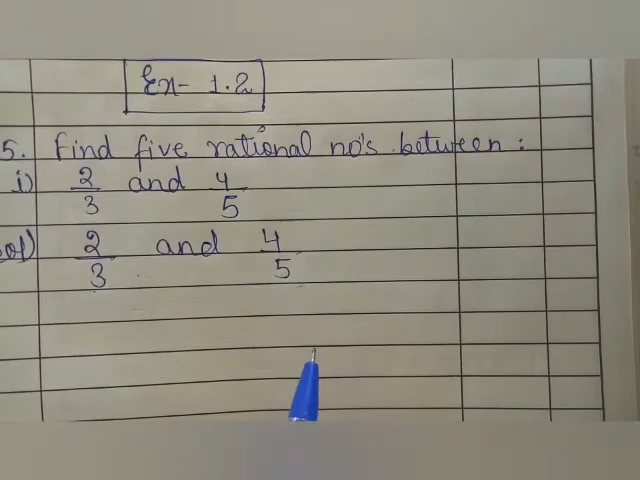 Ex- 1.2
5. Find five rational no's between:
i) 2/3 and 4/5
sol) 2/3 and 4/5